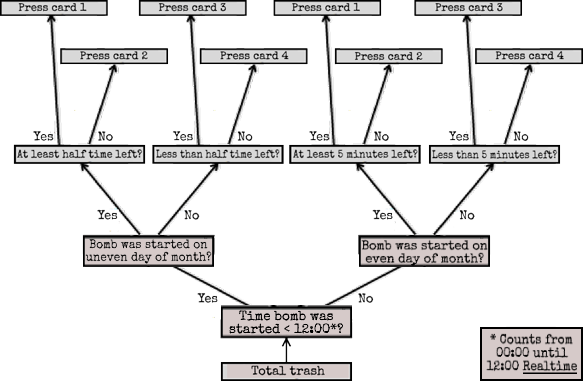 Press card 1
Press card 3
Press card 1
Press card 3
Press card 2
Press card 4
Press card 2
Press card 4
Yes
No
Yes
No
Yes
No
Yes
No
At least half time left?
Less than half time left?
At least 5 minutes left?
Less than 5 minutes left?
Yes
No
Yes
No
Bomb was started on
uneven day of month?
Bomb was started on
even day of month?
Yes
No
Time bomb was
started < 12:00*?
Total trash
* Counts from
00:00 until
12:00 Realtime